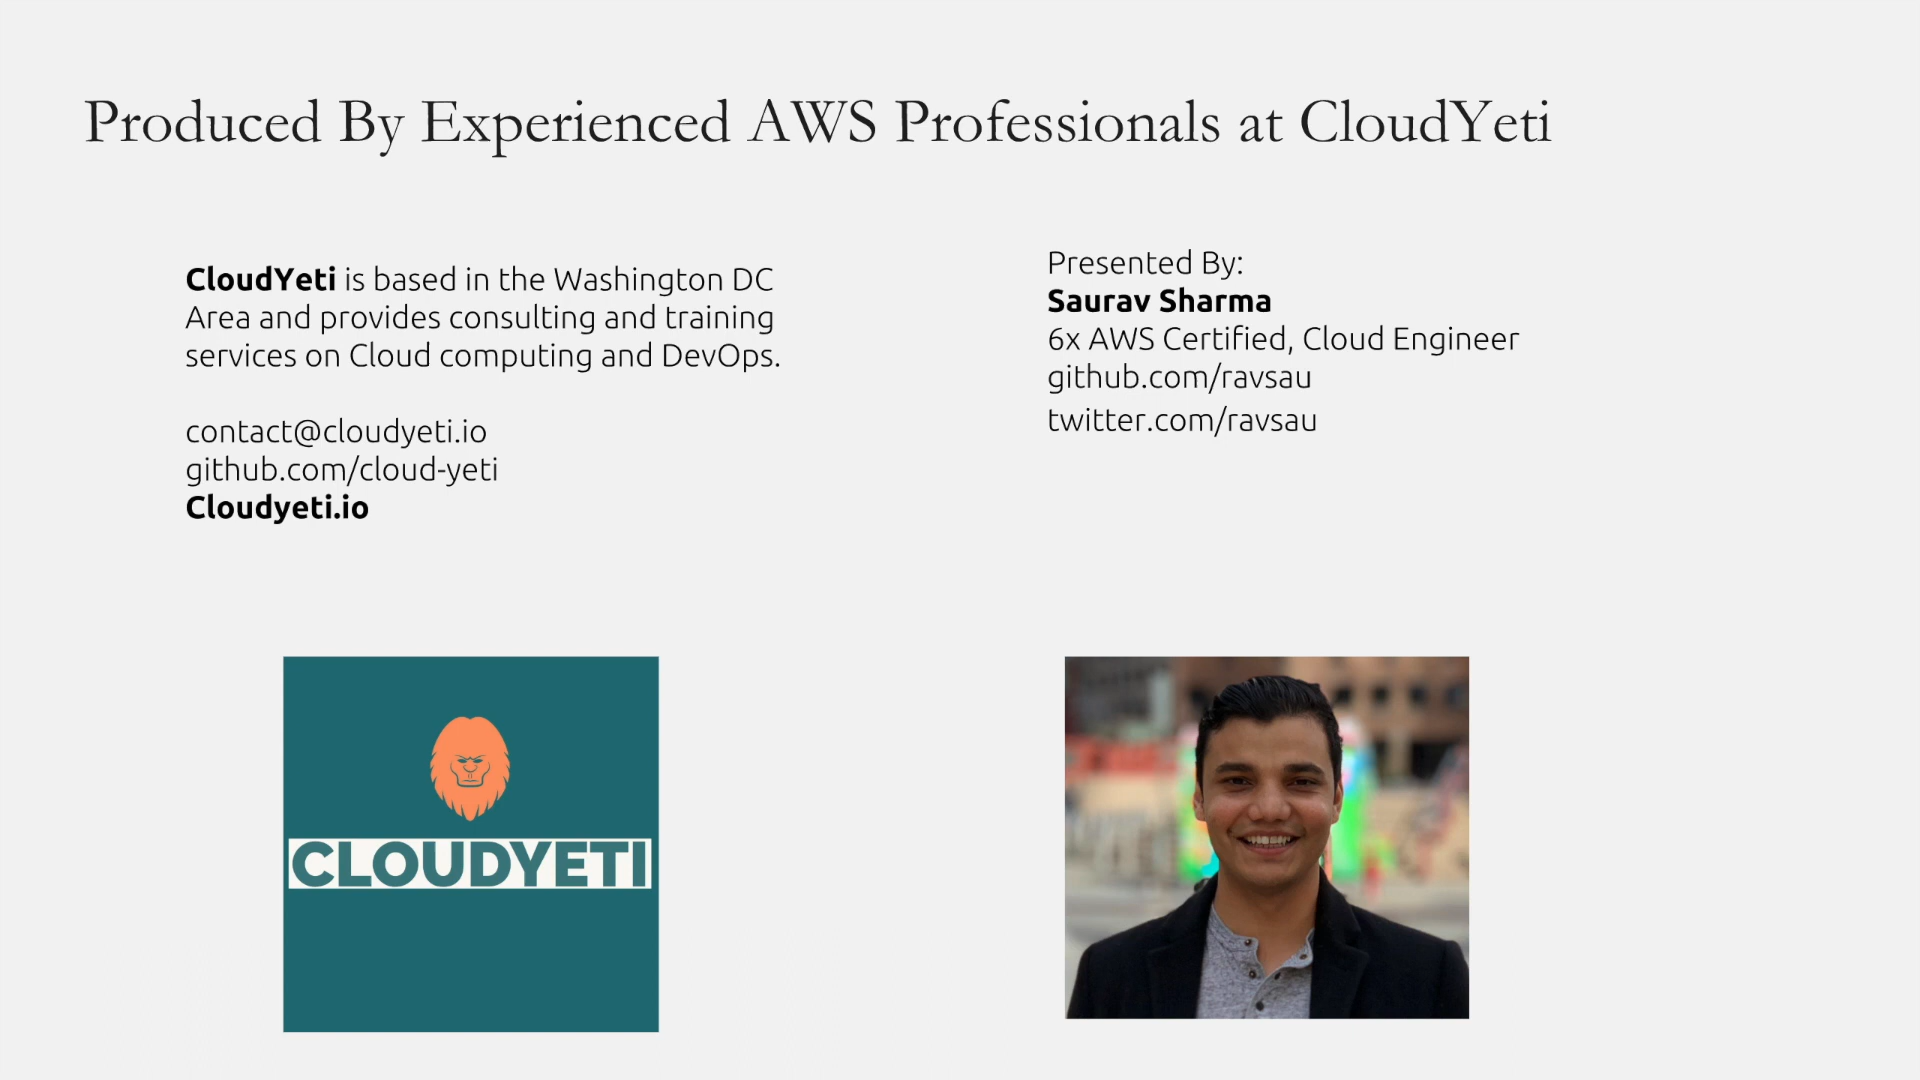 Produced By Experienced AWS Professionals at CloudYeti
CloudYeti is based in the Washington DC
Area and provides consulting and training
services on Cloud computing and DevOps.
contact@cloudyeti.io
github.com/cloud-yeti
Cloudyeti.io
Presented By:
Saurav Sharma
6x AWS Certified, Cloud Engineer
github.com/ravsau
twitter.com/ravsau
CLOUDYETI